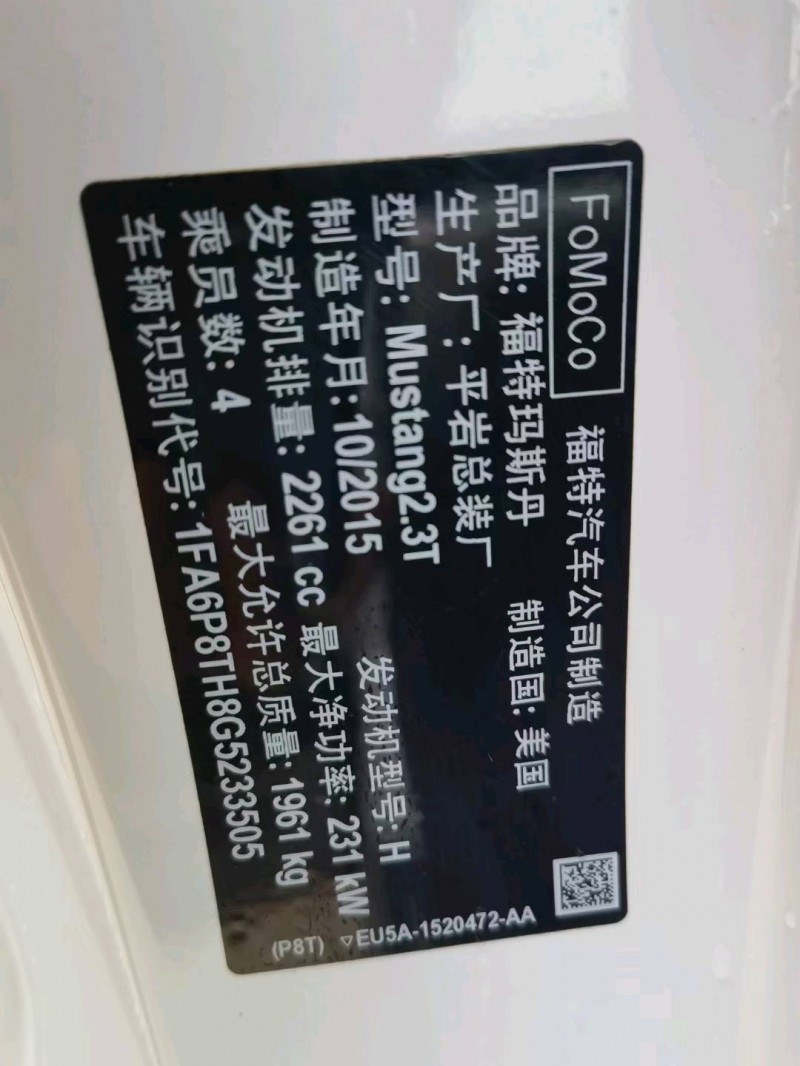 FoMoCo 福特汽车公司制造
品牌: 福特玛斯丹 制造国: 美国
生产厂: 平岩总装厂
型号: Mustang2.3T
制造年月: 10/2015 发动机型号: H
发动机排量: 2261 cc 最大净功率: 231 kW
乘员数: 4 最大允许总质量: 1961 kg
车辆识别代号: 1FA6P8TH8G5233505
(P8T) ▽EU5A-1520472-AA